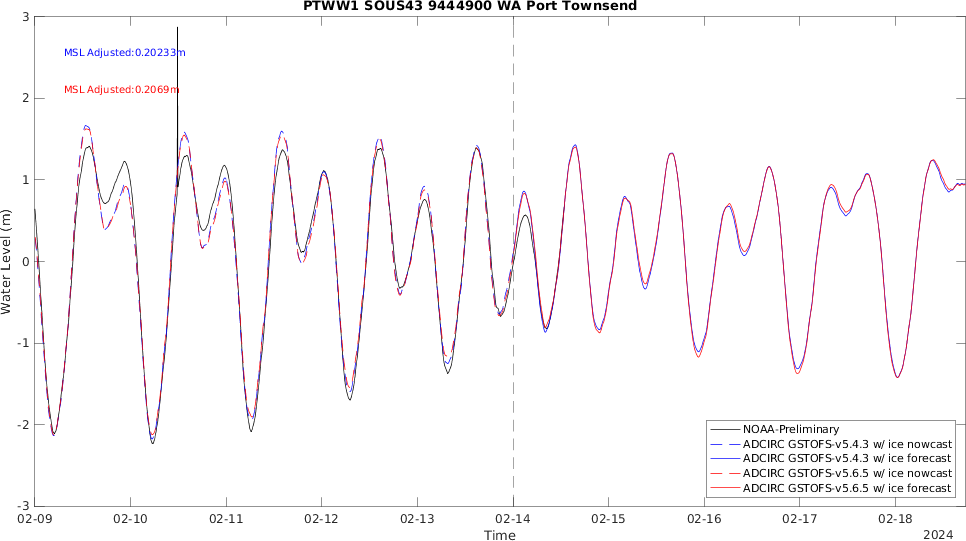 PTWW1 SOUS43 9444900 WA Port Townsend
MSL Adjusted:0.20233m
MSL Adjusted:0.2069m
Water Level (m)
3
2
1
0
-1
-2
-3
NOAA-Preliminary
ADCIRC GSTOFS-v5.4.3 w/ ice nowcast
ADCIRC GSTOFS-v5.4.3 w/ ice forecast
ADCIRC GSTOFS-v5.6.5 w/ ice nowcast
ADCIRC GSTOFS-v5.6.5 w/ ice forecast
02-09 02-10 02-11 02-12 02-13 02-14 02-15 02-16 02-17 02-18
Time
2024